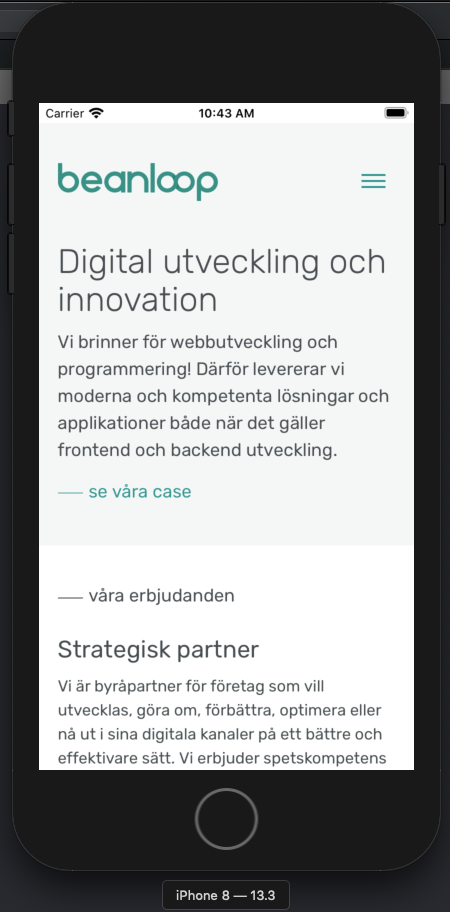 Carrier
10:43 AM
beanloop
Digital utveckling och
innovation
Vi brinner för webbutveckling och
programmering! Därför levererar vi
moderna och kompetenta lösningar och
applikationer både när det gäller
frontend och backend utveckling.
se våra case
våra erbjudanden
Strategisk partner
Vi är byråpartner för företag som vill
utvecklas, göra om, förbättra, optimera eller
nå ut i sina digitala kanaler på ett bättre och
effektivare sätt. Vi erbjuder spetskompetens
iPhone 8 — 13.3